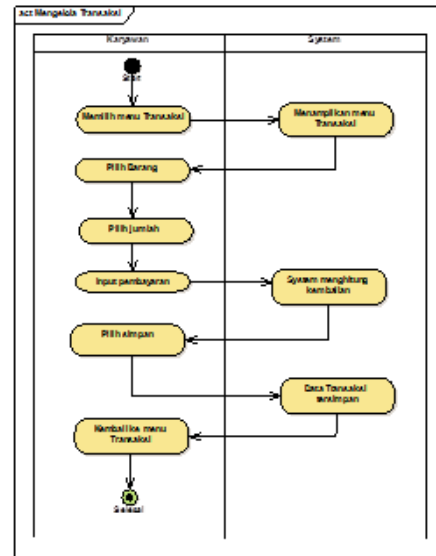 act Mengelola Transaksi
Karyawan
System
Start
Memilih menu Transaksi
Menampilkan menu
Transaksi
Pilih Barang
Pilih jumlah
Input pembayaran
System menghitung
kembalian
Pilih simpan
Data Transaksi
tersimpan
Kembali ke menu
Transaksi
Selesai